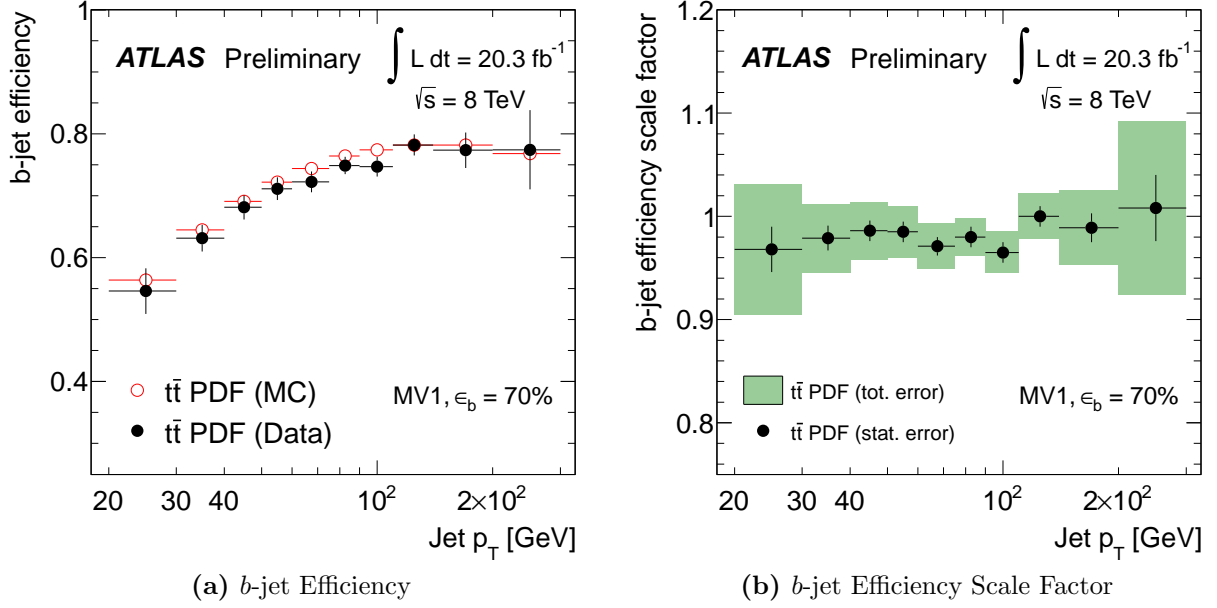 b-jet efficiency
1
0.8
0.6
0.4
ATLAS Preliminary
∫ L dt = 20.3 fb⁻¹
√s = 8 TeV
tt̄ PDF (MC)
tt̄ PDF (Data)
MV1, ∈_b = 70%
20 30 40 10² 2×10²
Jet p_T [GeV]
(a) b-jet Efficiency
b-jet efficiency scale factor
1.2
1.1
1
0.9
0.8
ATLAS Preliminary
∫ L dt = 20.3 fb⁻¹
√s = 8 TeV
tt̄ PDF (tot. error)
tt̄ PDF (stat. error)
MV1, ∈_b = 70%
20 30 40 10² 2×10²
Jet p_T [GeV]
(b) b-jet Efficiency Scale Factor